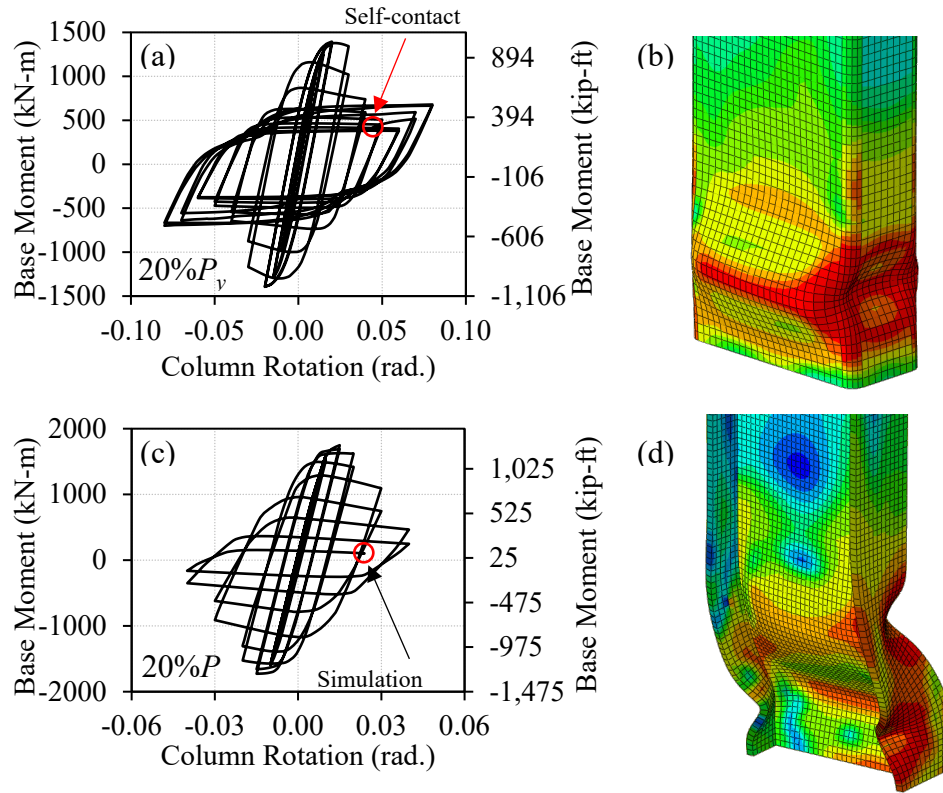 Self-contact
(a)
Base Moment (kN-m)
1500
1000
500
0
-500
-1000
-1500
894
394
-106
-606
-1,106
Base Moment (kip-ft)
20%Py
-0.10
-0.05
0.00
0.05
0.10
Column Rotation (rad.)
(b)
(c)
Base Moment (kN-m)
2000
1000
0
-1000
-2000
1,025
525
25
-475
-975
-1,475
Base Moment (kip-ft)
20%P
Simulation
-0.06
-0.03
0.00
0.03
0.06
Column Rotation (rad.)
(d)